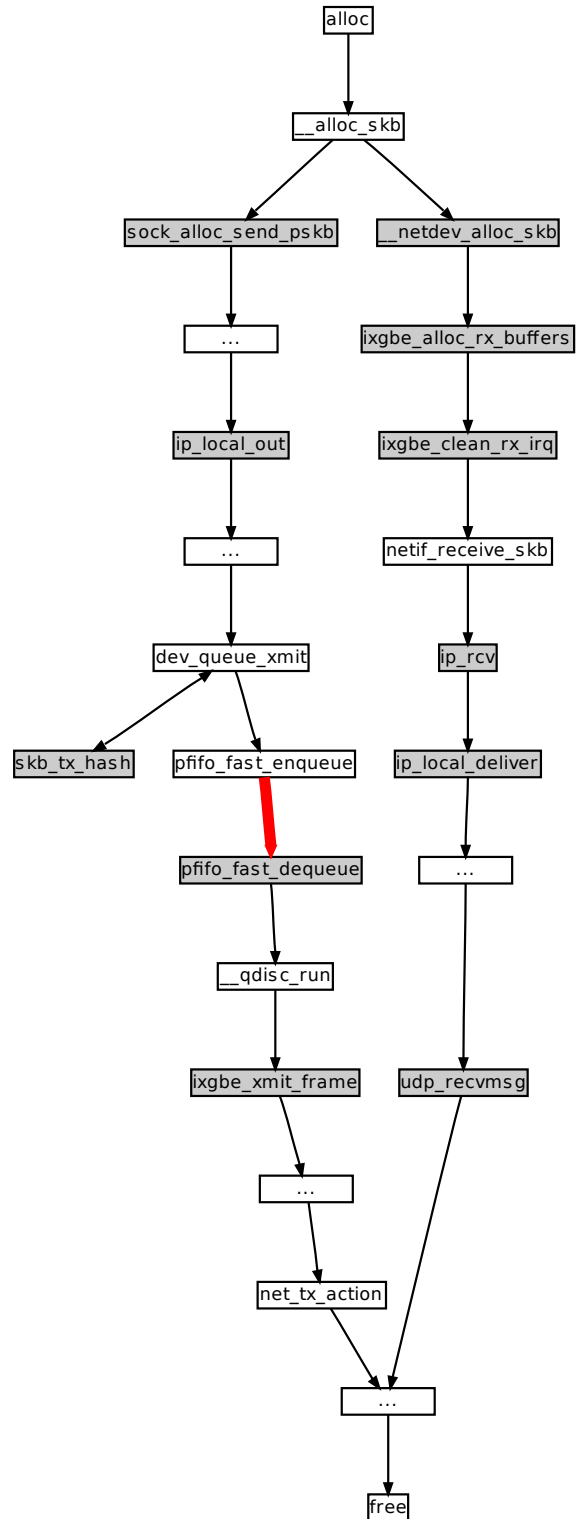 alloc
__alloc_skb
sock_alloc_send_pskb
__netdev_alloc_skb
...
ixgbe_alloc_rx_buffers
ip_local_out
ixgbe_clean_rx_irq
...
netif_receive_skb
dev_queue_xmit
ip_rcv
skb_tx_hash
pfifo_fast_enqueue
ip_local_deliver
pfifo_fast_dequeue
...
__qdisc_run
ixgbe_xmit_frame
udp_recvmsg
...
net_tx_action
...
free